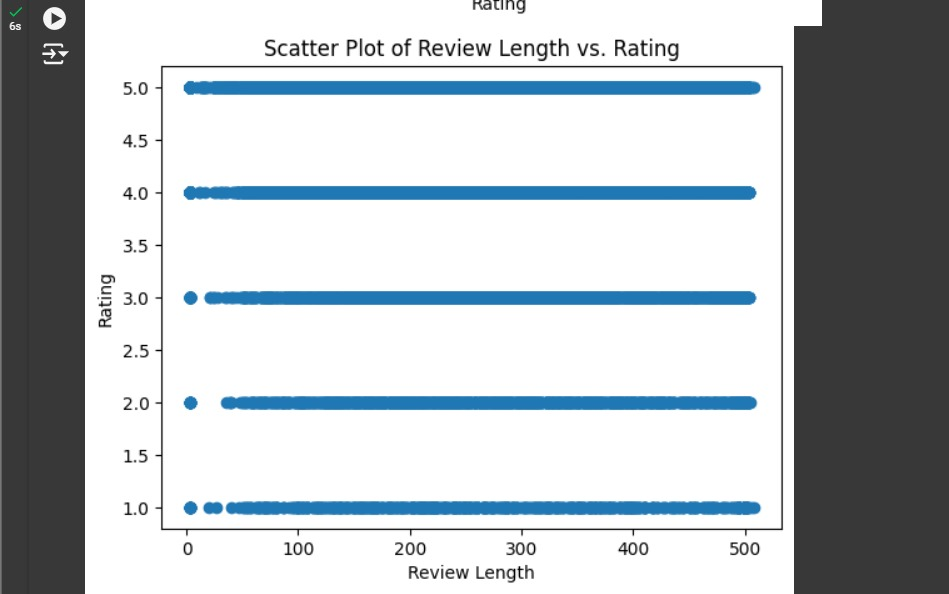 6s
Rating
Scatter Plot of Review Length vs. Rating
5.0
4.5
4.0
3.5
3.0
2.5
2.0
1.5
1.0
Rating
0 100 200 300 400 500
Review Length